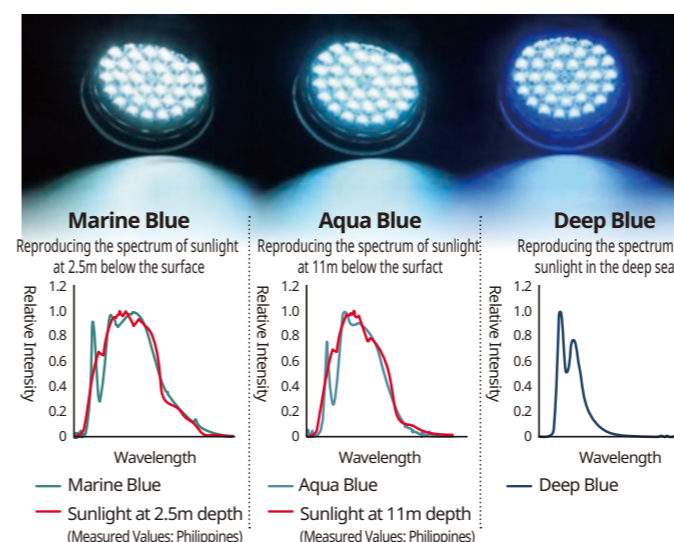 Marine Blue
Reproducing the spectrum of sunlight
at 2.5m below the surface
1.2
1.0
0.8
0.6
0.4
0.2
0
Relative Intensity
Wavelength
Marine Blue
Sunlight at 2.5m depth
(Measured Values: Philippines)
Aqua Blue
Reproducing the spectrum of sunlight
at 11m below the surfact
1.2
1.0
0.8
0.6
0.4
0.2
0
Relative Intensity
Wavelength
Aqua Blue
Sunlight at 11m depth
(Measured Values: Philippines)
Deep Blue
Reproducing the spectrum
sunlight in the deep sea
1.2
1.0
0.8
0.6
0.4
0.2
0
Relative Intensity
Wavelength
Deep Blue